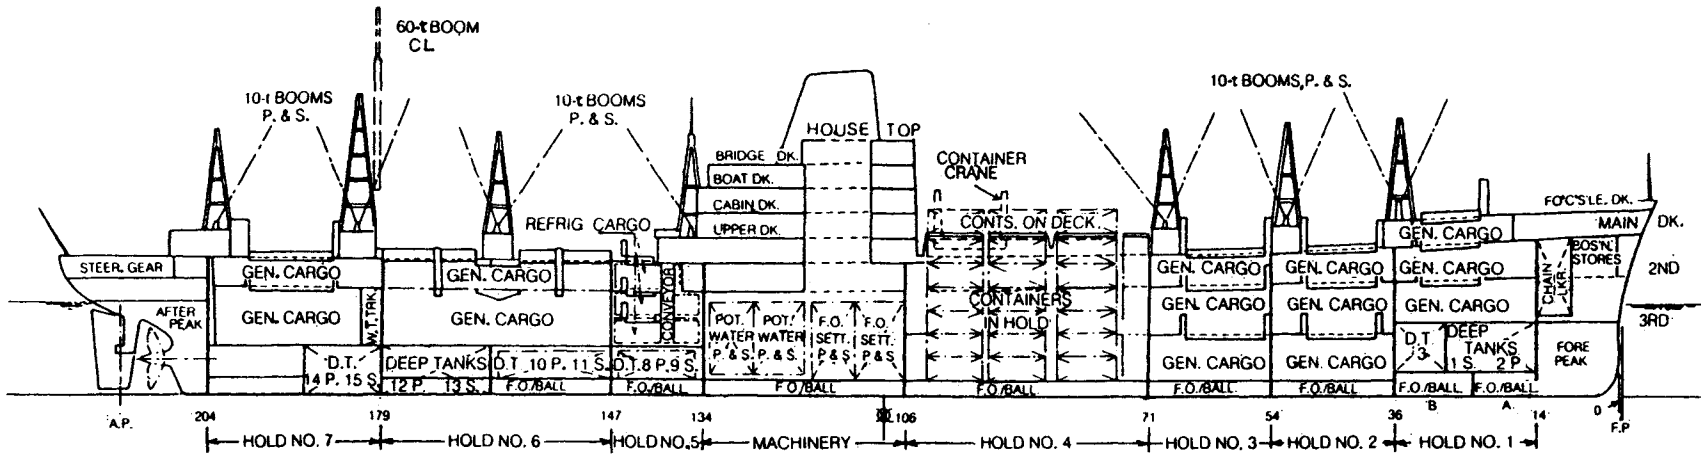 60-t BOOM
CL
10-t BOOMS
P. & S.
10-t BOOMS
P. & S.
10-t BOOMS, P. & S.
HOUSE TOP
BRIDGE DK.
BOAT DK.
CABIN DK.
UPPER DK.
CONTAINER
CRANE
CONTS. ON DECK
REFRIG CARGO
FO'C'S'LE. DK.
MAIN DK.
GEN. CARGO
BOS'N.
STORES
2ND
3RD
STEER. GEAR
GEN. CARGO
GEN. CARGO
GEN. CARGO
GEN. CARGO
GEN. CARGO
AFTER
PEAK
GEN. CARGO
W.T. TRK.
GEN. CARGO
CONVEYOR
CONTAINERS
IN HOLD
GEN. CARGO
GEN. CARGO
GEN. CARGO
CHAIN
LKR.
POT.
WATER
P. & S.
POT.
WATER
P. & S.
F.O.
SETT.
P & S
F.O.
SETT.
P & S
D.T.
14 P. 15 S.
DEEP TANKS
12 P. 13 S.
D.T. 10 P. 11 S.
D.T. 8 P. 9 S.
GEN. CARGO
GEN. CARGO
D.T.
3
DEEP
TANKS
1 S. 2 P.
FORE
PEAK
F.O./BALL
F.O./BALL
F.O./BALL
F.O./BALL
F.O./BALL
F.O./BALL
F.O./BALL
F.O./BALL
B
A.
A.P.
204
179
147
134
106
71
54
36
14
0
F.P
HOLD NO. 7
HOLD NO. 6
HOLD NO. 5
MACHINERY
HOLD NO. 4
HOLD NO. 3
HOLD NO. 2
HOLD NO. 1